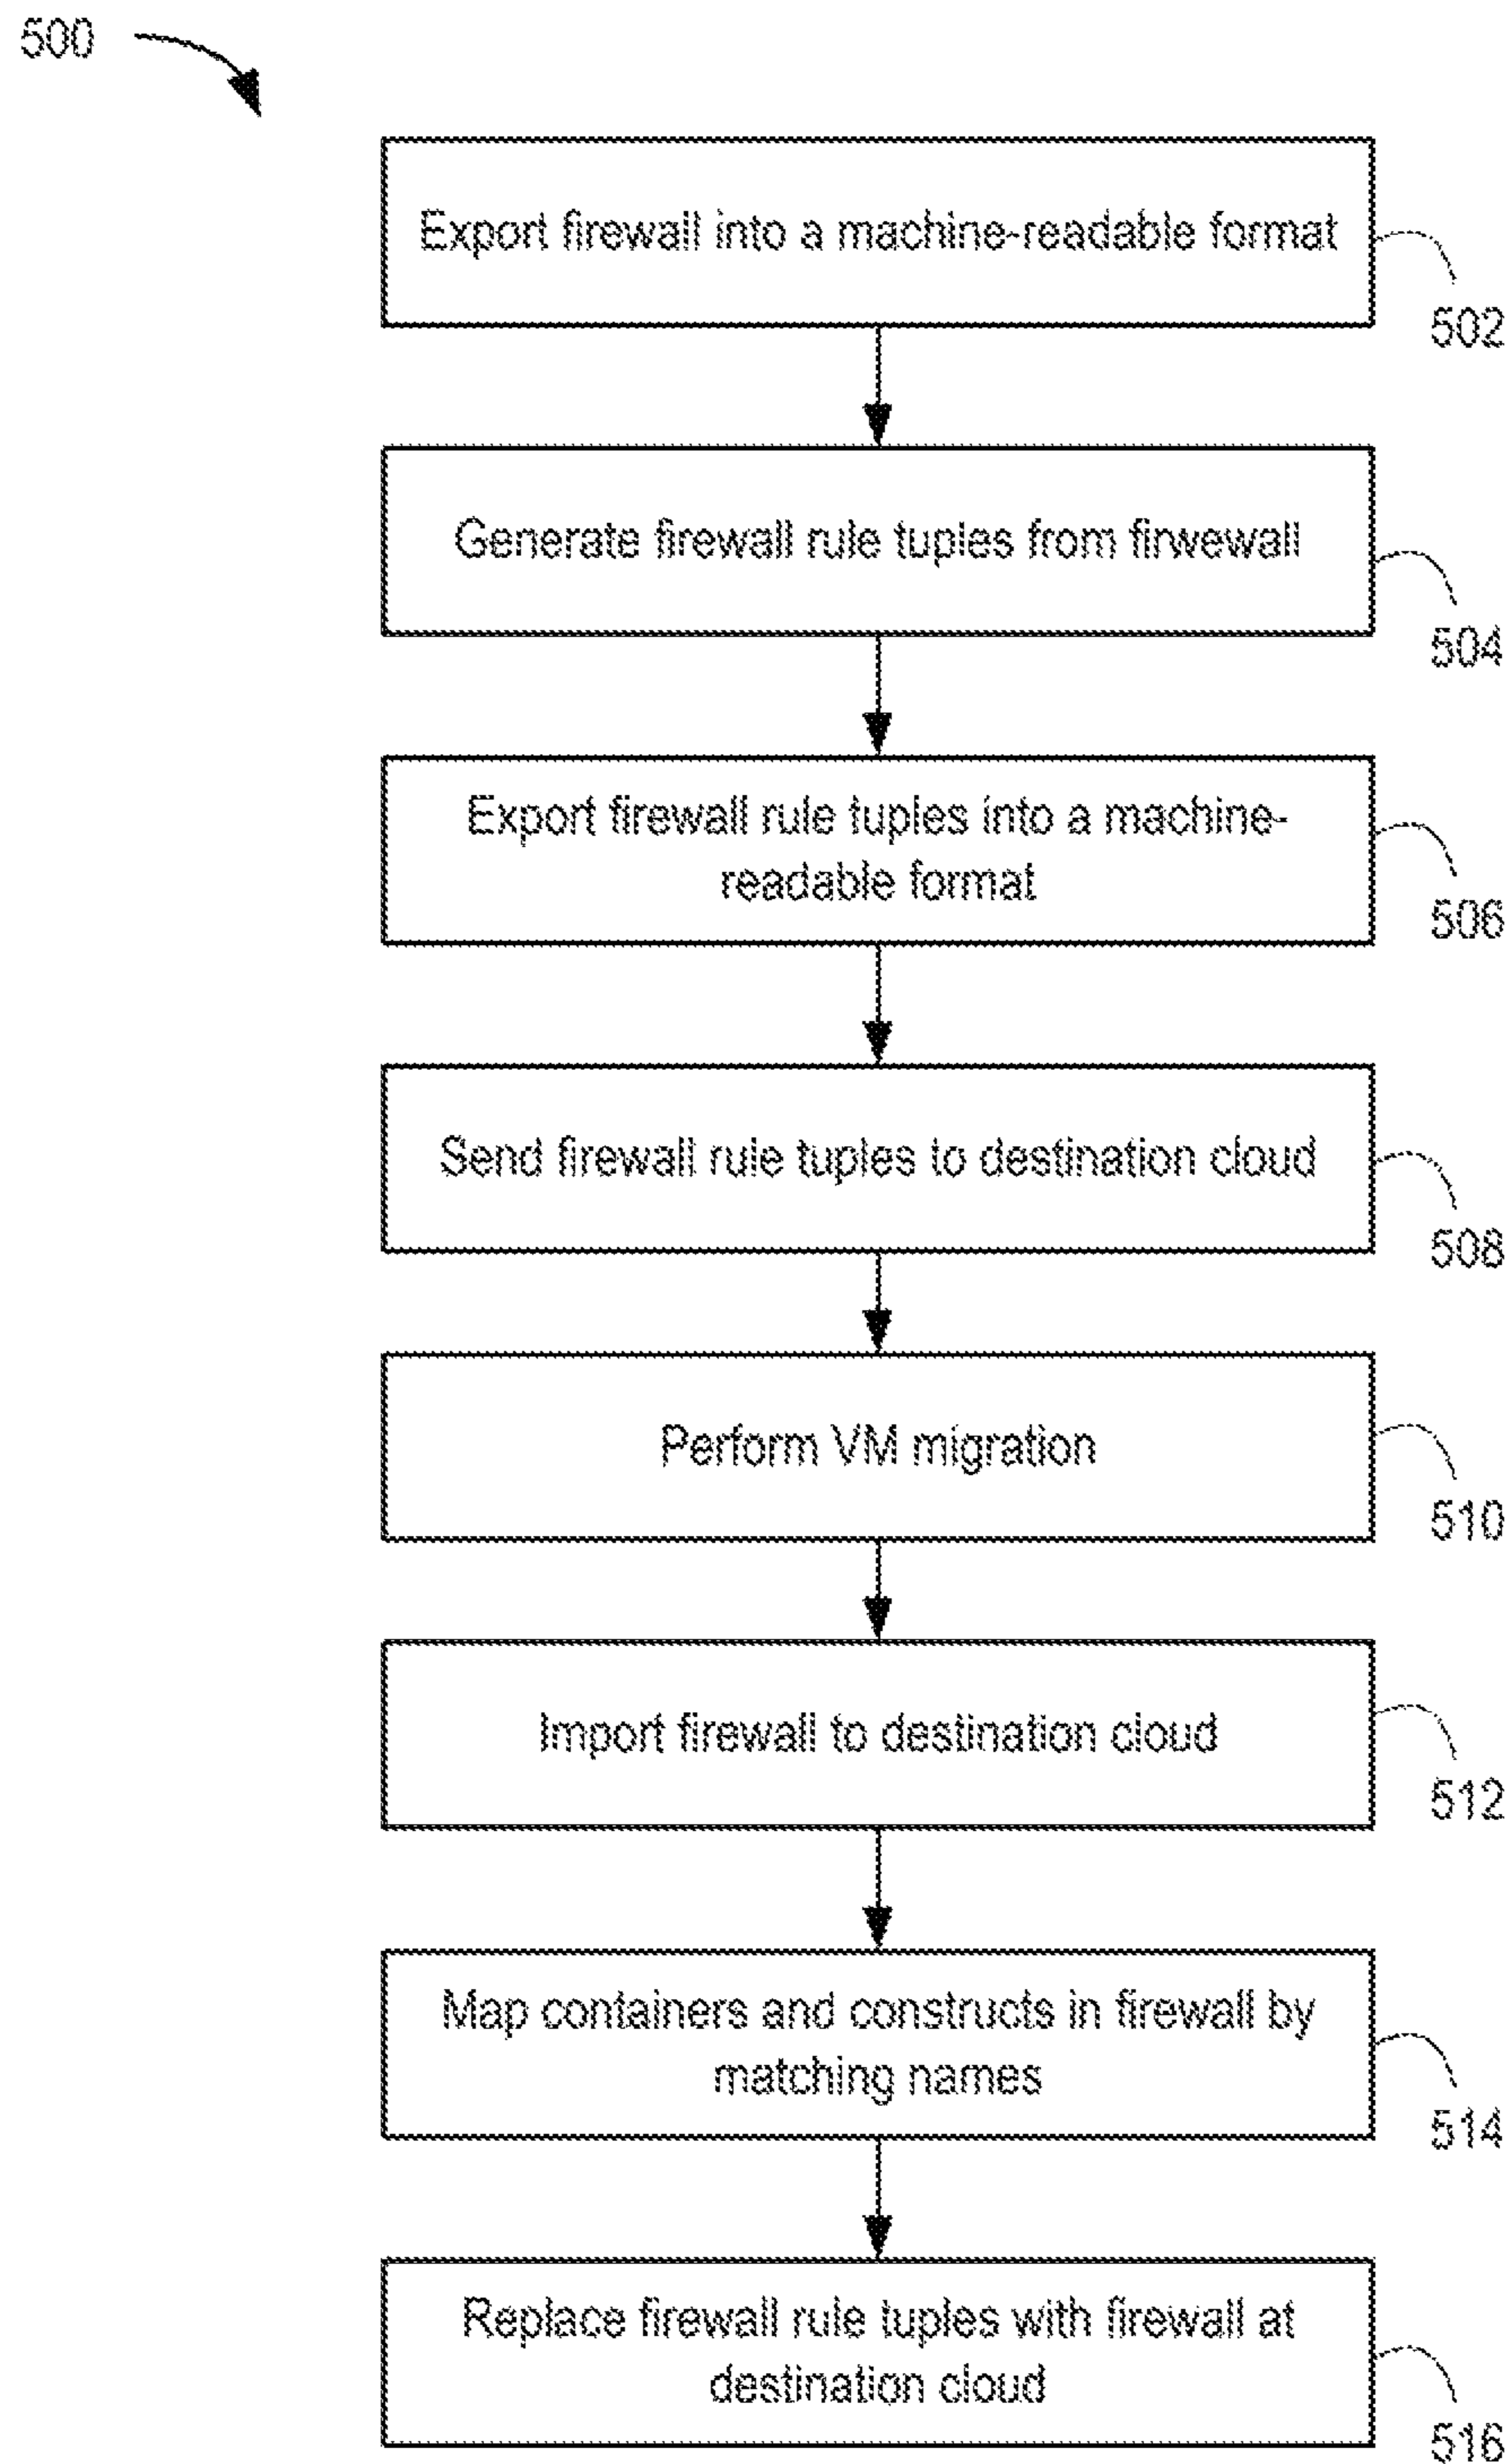 500
Export firewall into a machine-readable format
502
Generate firewall rule tuples from firwewall
504
Export firewall rule tuples into a machine-
readable format
506
Send firewall rule tuples to destination cloud
508
Perform VM migration
510
Import firewall to destination cloud
512
Map containers and constructs in firewall by
matching names
514
Replace firewall rule tuples with firewall at
destination cloud
516